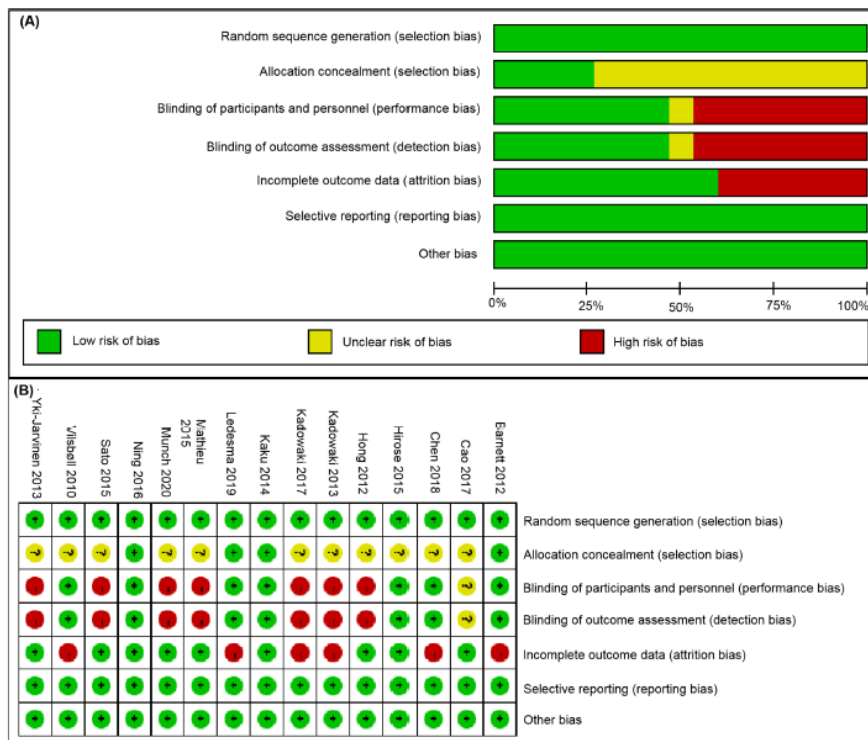 (A)
Random sequence generation (selection bias)
Allocation concealment (selection bias)
Blinding of participants and personnel (performance bias)
Blinding of outcome assessment (detection bias)
Incomplete outcome data (attrition bias)
Selective reporting (reporting bias)
Other bias
0% 25% 50% 75% 100%
Low risk of bias Unclear risk of bias High risk of bias
(B)
Yki-Jarvinen 2013
Vilsbøll 2010
Sato 2015
Ning 2016
Munch 2020
Mathieu
2015
Ledesma 2019
Kaku 2014
Kadowaki 2017
Kadowaki 2013
Hong 2012
Hirose 2015
Chen 2018
Cao 2017
Barnett 2012
+ + + + + + + + + + + + + + + Random sequence generation (selection bias)
? ? ? + ? ? + + ? ? ? ? ? ? + Allocation concealment (selection bias)
- + - + - - + + - - - + + ? + Blinding of participants and personnel (performance bias)
- + - + - - + + - - - + + ? + Blinding of outcome assessment (detection bias)
+ - + + + + - + - - + + - + - Incomplete outcome data (attrition bias)
+ + + + + + + + + + + + + + + Selective reporting (reporting bias)
+ + + + + + + + + + + + + + + Other bias